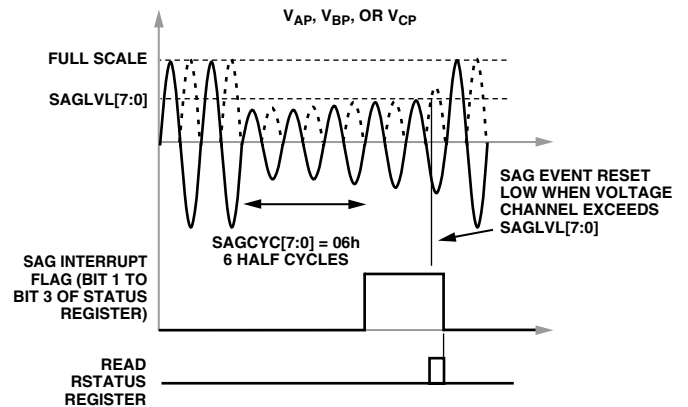 VAP, VBP, OR VCP
FULL SCALE
SAGLVL[7:0]
SAG EVENT RESET
LOW WHEN VOLTAGE
CHANNEL EXCEEDS
SAGLVL[7:0]
SAGCYC[7:0] = 06h
6 HALF CYCLES
SAG INTERRUPT
FLAG (BIT 1 TO
BIT 3 OF STATUS
REGISTER)
READ
RSTATUS
REGISTER